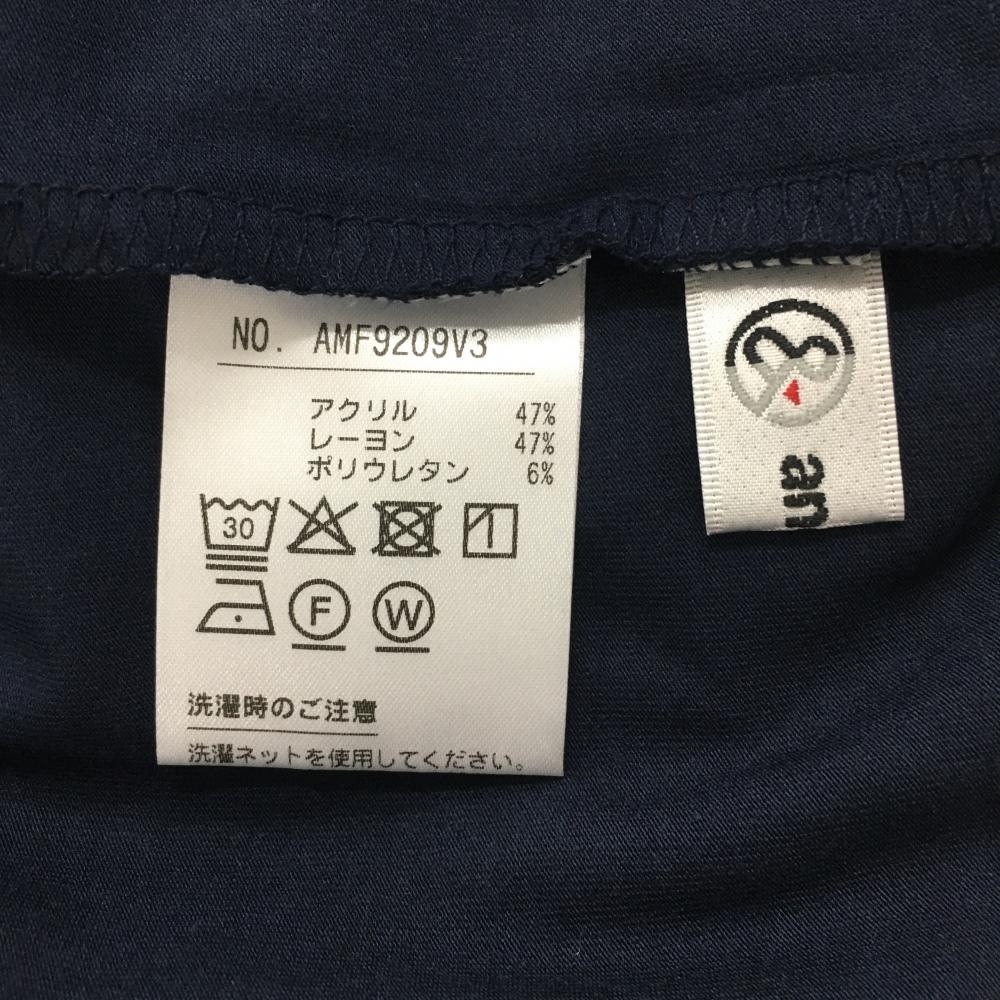 NO. AMF9209V3
アクリル 47%
レーヨン 47%
ポリウレタン 6%
30
F W
洗濯時のご注意
洗濯ネットを使用してください。
an